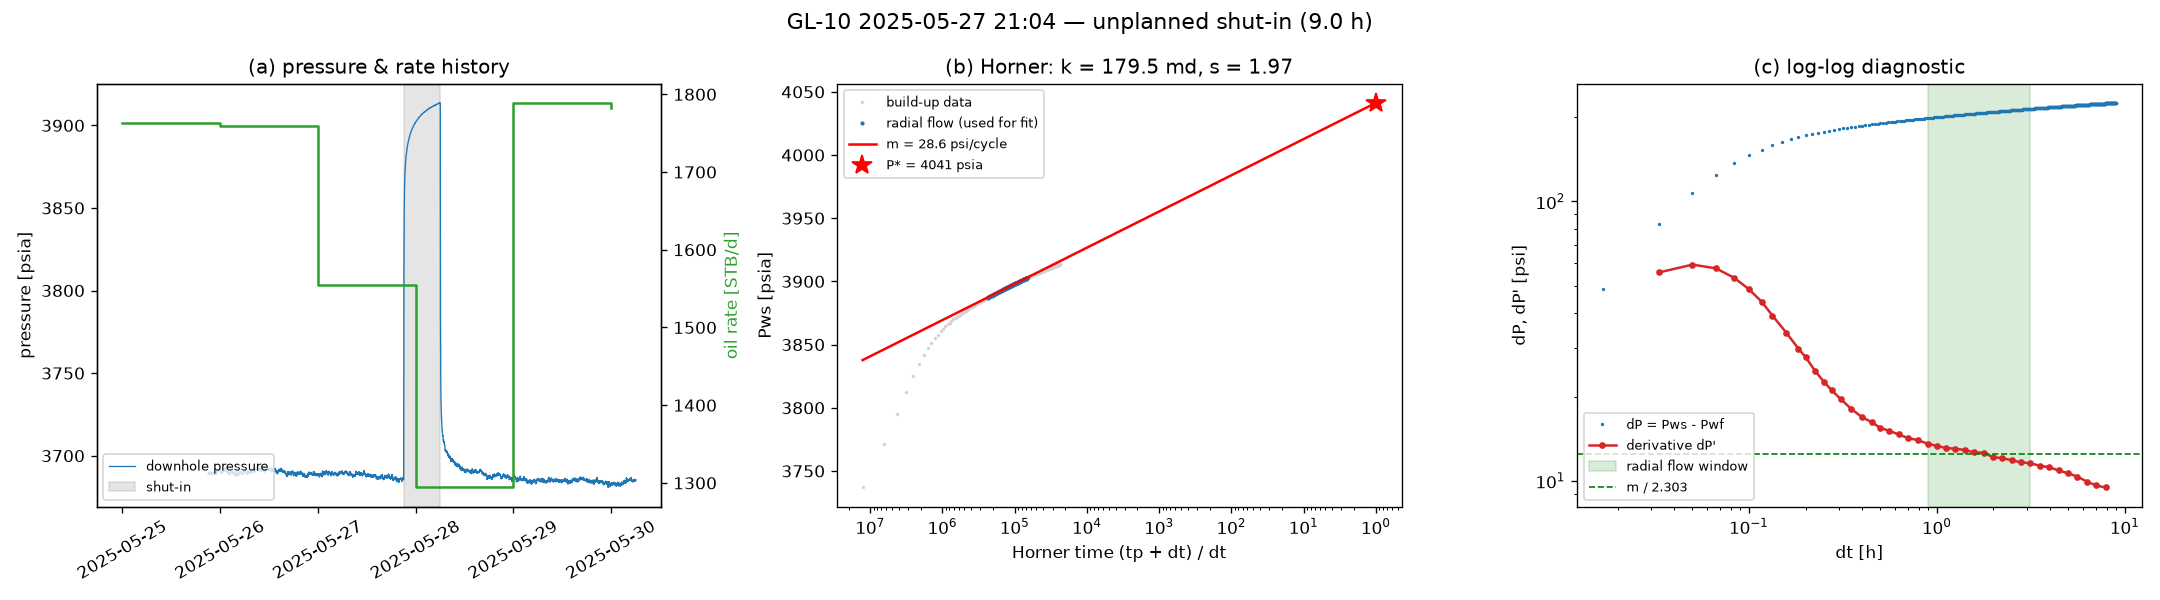 GL-10 2025-05-27 21:04 — unplanned shut-in (9.0 h)
(a) pressure & rate history
pressure [psia]
3900
3850
3800
3750
3700
1800
1700
1600
1500
1400
1300
oil rate [STB/d]
downhole pressure
shut-in
2025-05-25
2025-05-26
2025-05-27
2025-05-28
2025-05-29
2025-05-30
(b) Horner: k = 179.5 md, s = 1.97
Pws [psia]
4050
4000
3950
3900
3850
3800
3750
build-up data
radial flow (used for fit)
m = 28.6 psi/cycle
P* = 4041 psia
10⁷
10⁶
10⁵
10⁴
10³
10²
10¹
10⁰
Horner time (tp + dt) / dt
(c) log-log diagnostic
dP, dP' [psi]
10²
10¹
dP = Pws - Pwf
derivative dP'
radial flow window
m / 2.303
10⁻¹
10⁰
10¹
dt [h]